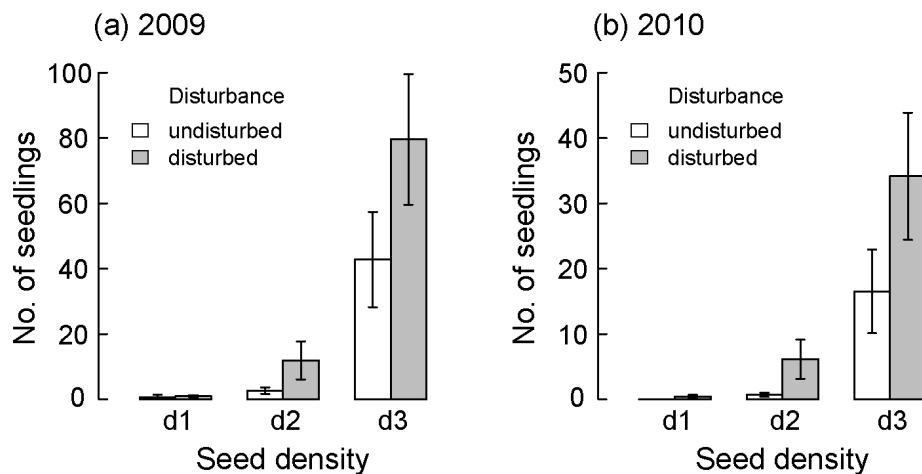 (a) 2009
No. of seedlings
100
80
60
40
20
0
Disturbance
undisturbed
disturbed
d1 d2 d3
Seed density
(b) 2010
No. of seedlings
50
40
30
20
10
0
Disturbance
undisturbed
disturbed
d1 d2 d3
Seed density